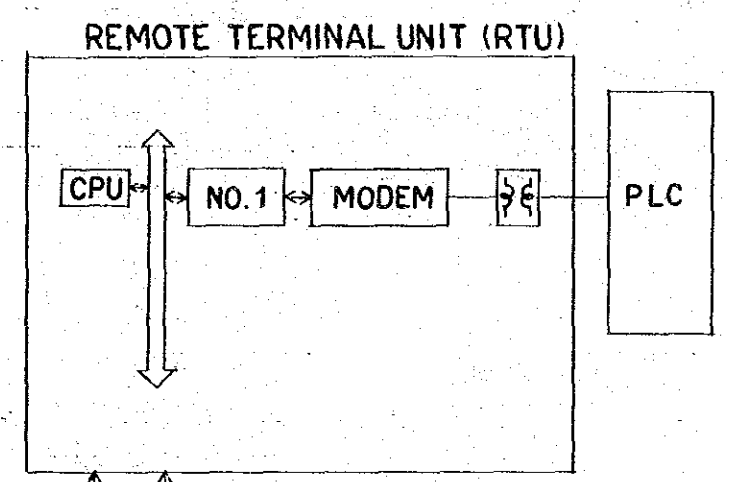 REMOTE TERMINAL UNIT (RTU)
CPU
NO.1
MODEM
PLC